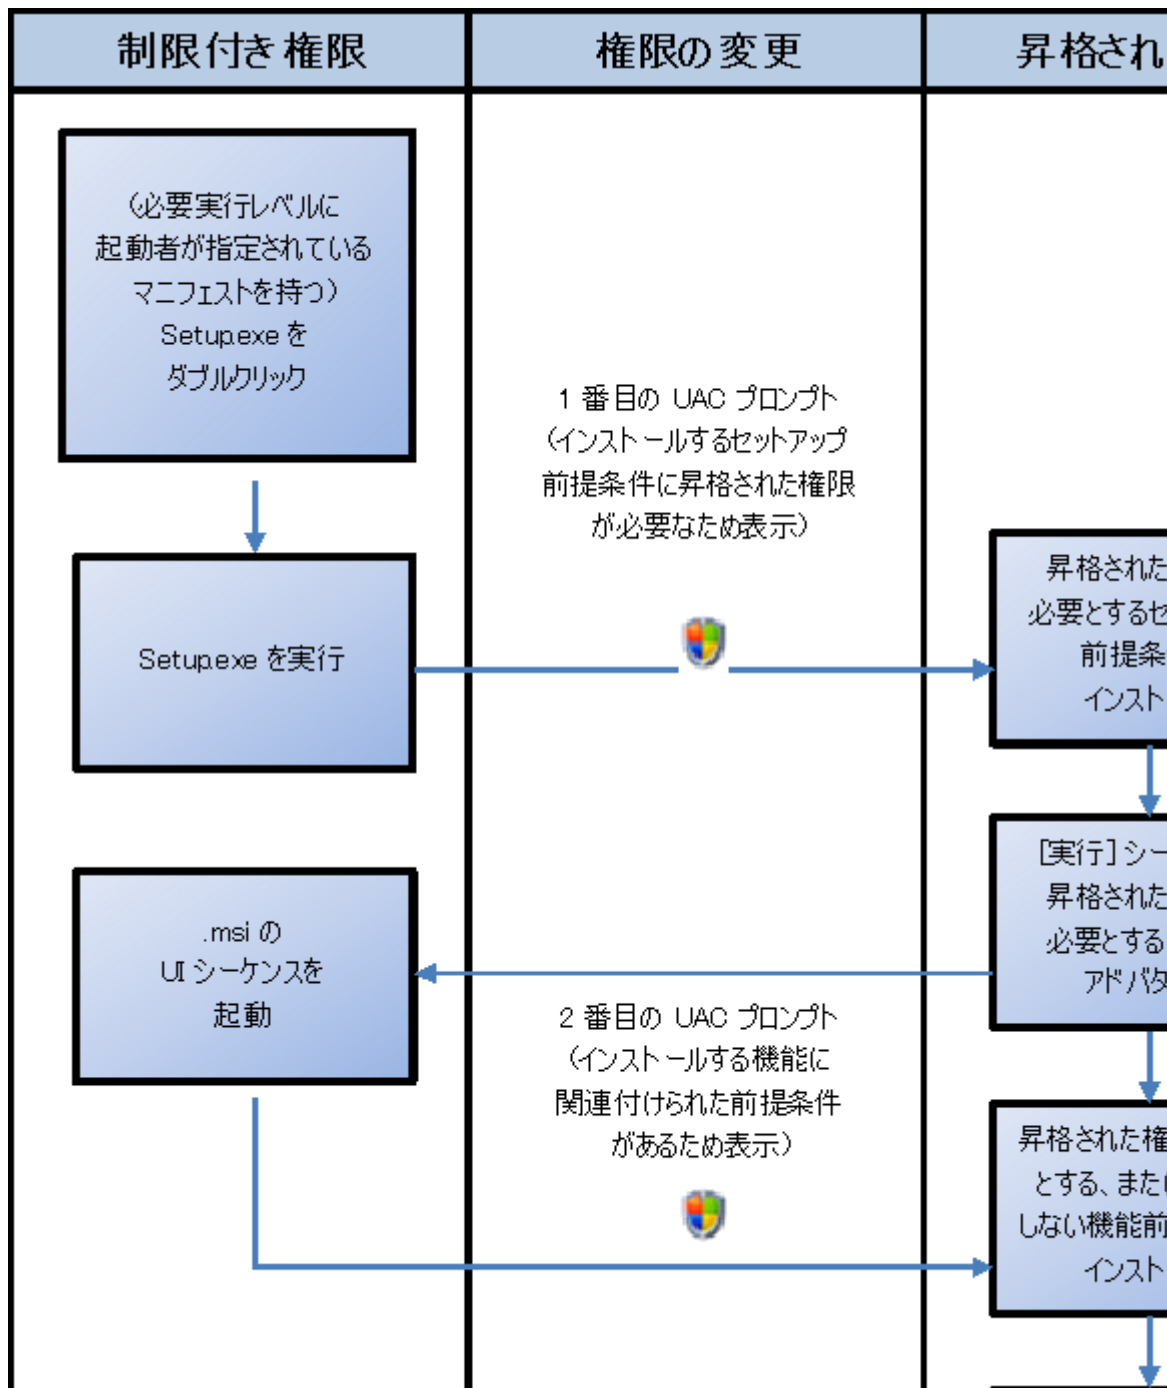 制限付き権限
権限の変更
昇格され
(必要実行レベルに
起動者が指定されている
マニフェストを持つ)
Setup.exe を
ダブルクリック
1 番目の UAC プロンプト
(インストールするセットアップ
前提条件に昇格された権限
が必要なため表示)
Setup.exe を実行
昇格された
必要とするセ
前提条
インスト
.msi の
UI シーケンスを
起動
[実行] シー
昇格された
必要とする
アドバタ
2 番目の UAC プロンプト
(インストールする機能に
関連付けられた前提条件
があるため表示)
昇格された権
とする、また
しない機能前
インスト